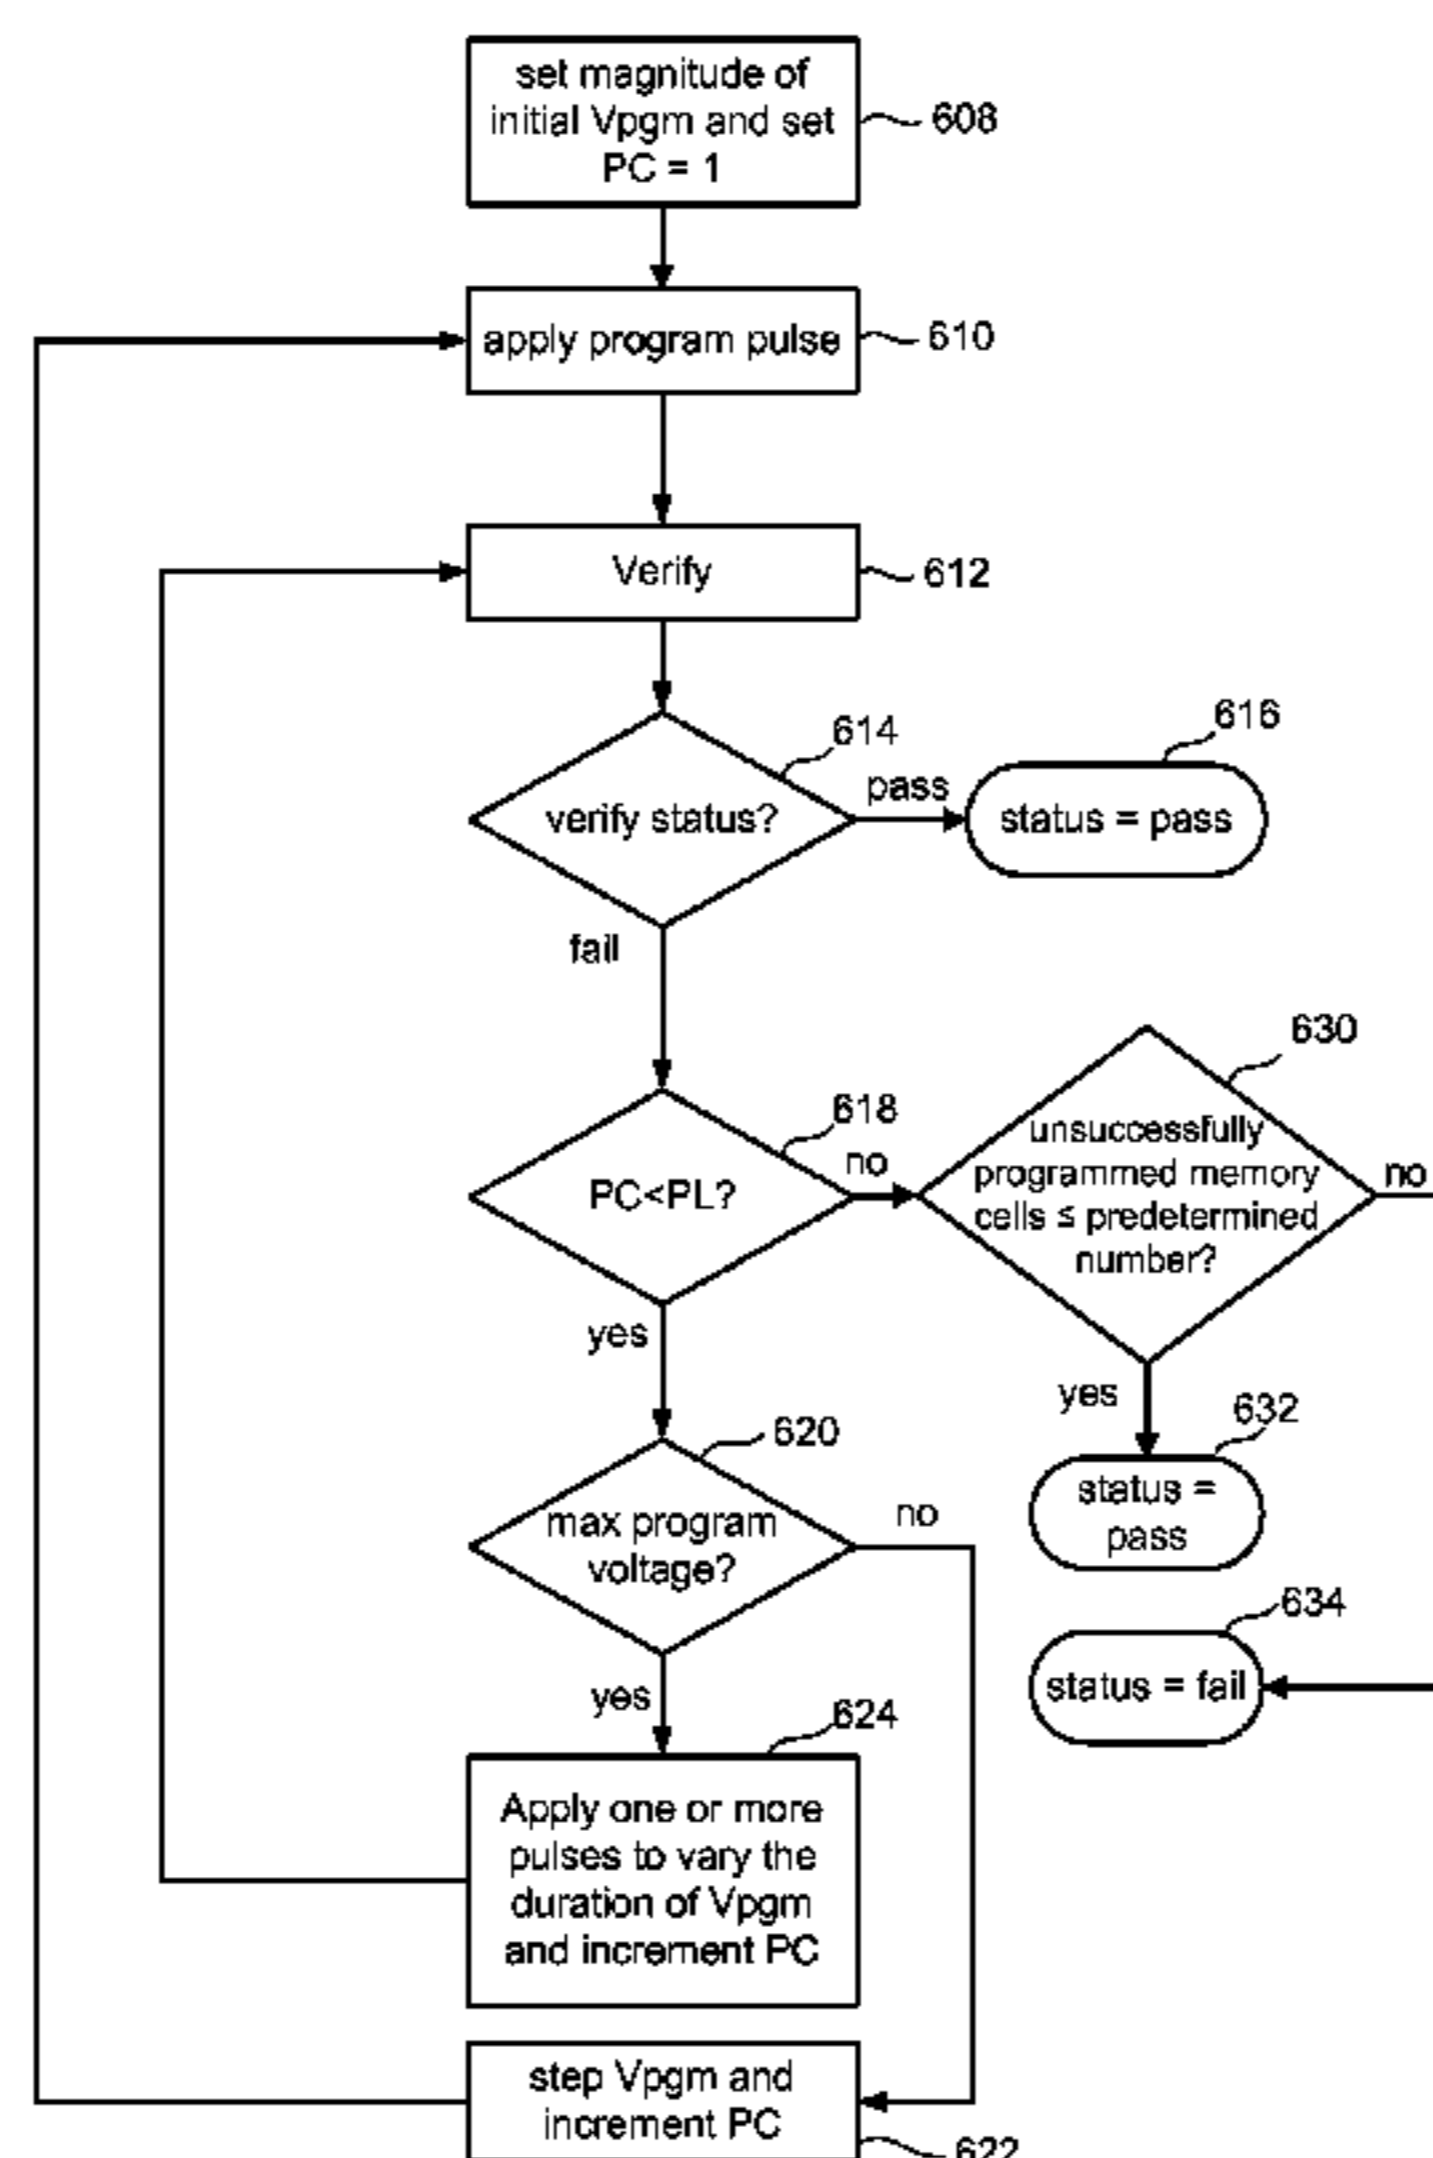 set magnitude of
initial Vpgm and set
PC = 1
608
apply program pulse
610
Verify
612
614
verify status?
pass
616
status = pass
fail
618
PC<PL?
no
630
unsuccessfully
programmed memory
cells ≤ predetermined
number?
no
yes
yes
632
status =
pass
620
max program
voltage?
no
634
status = fail
yes
624
Apply one or more
pulses to vary the
duration of Vpgm
and increment PC
step Vpgm and
increment PC
622